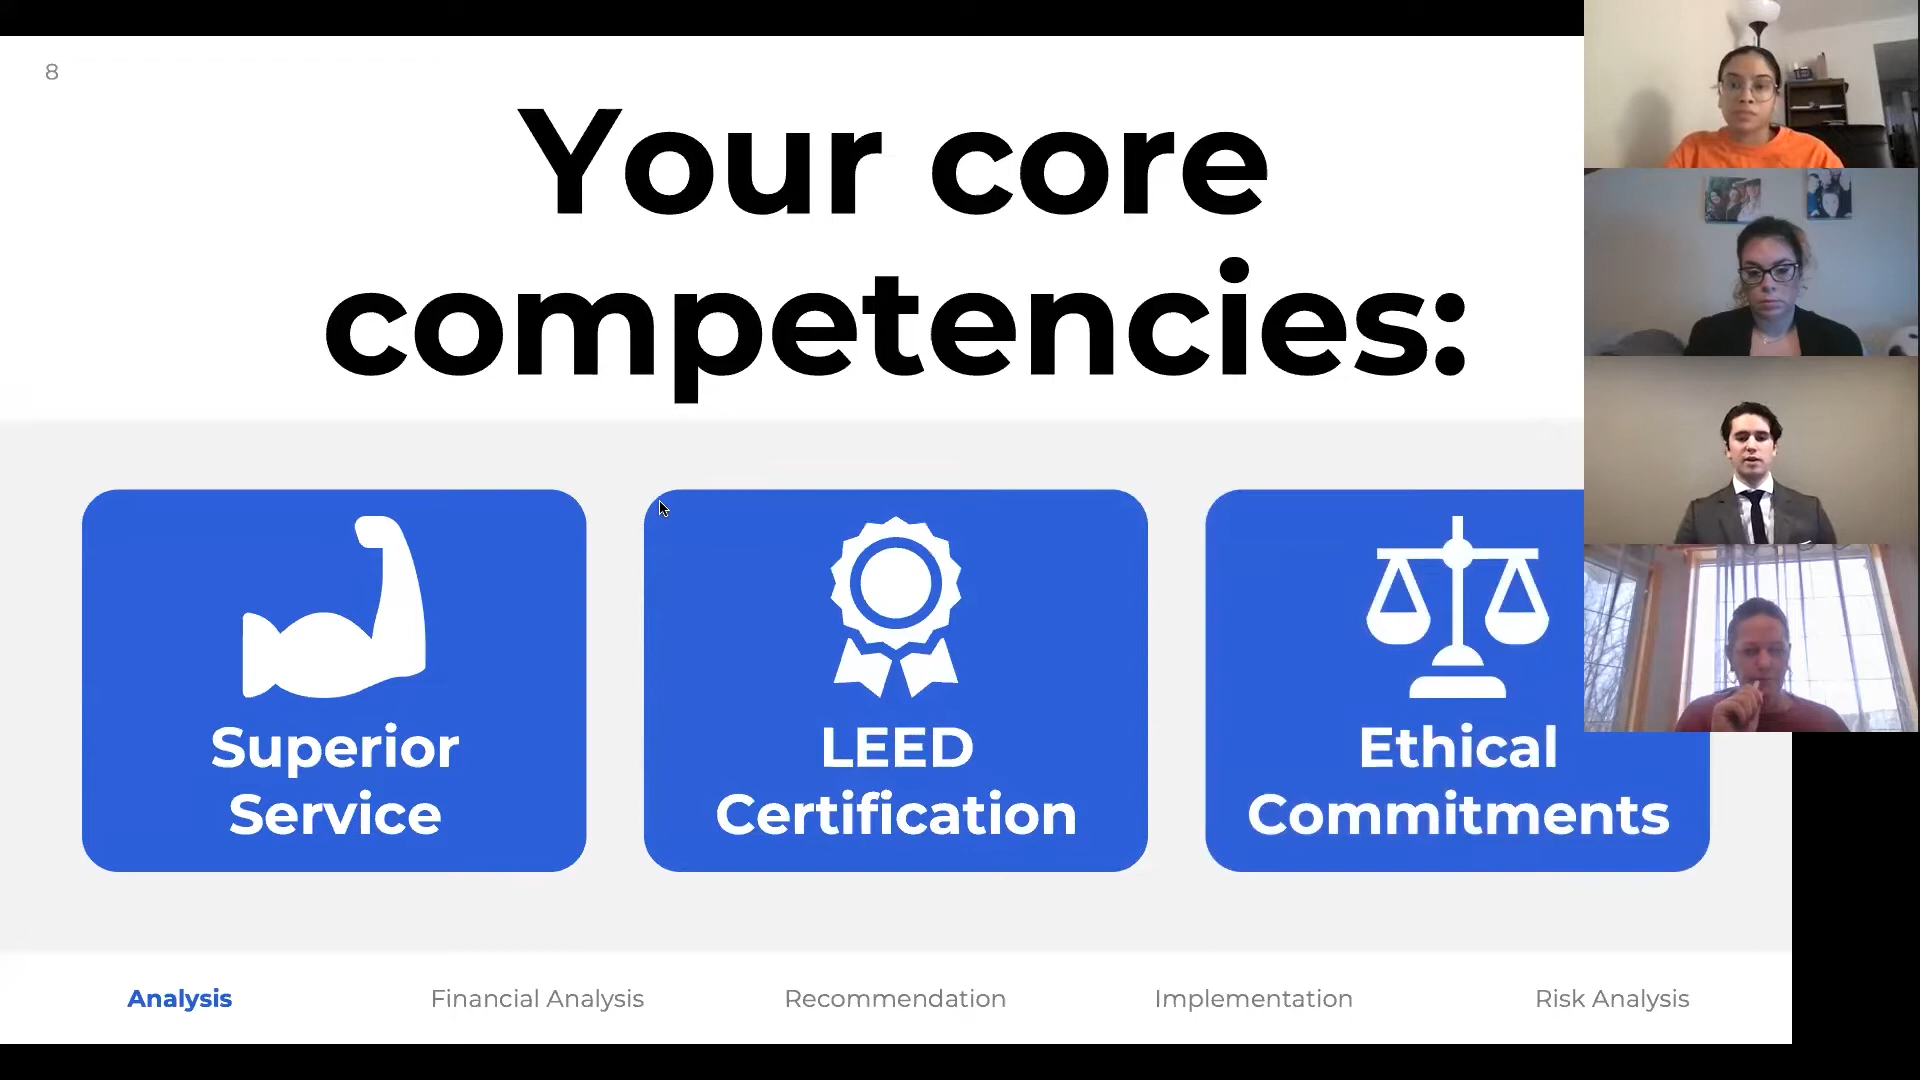 8
Your core
competencies:
Superior
Service
LEED
Certification
Ethical
Commitments
Analysis
Financial Analysis
Recommendation
Implementation
Risk Analysis